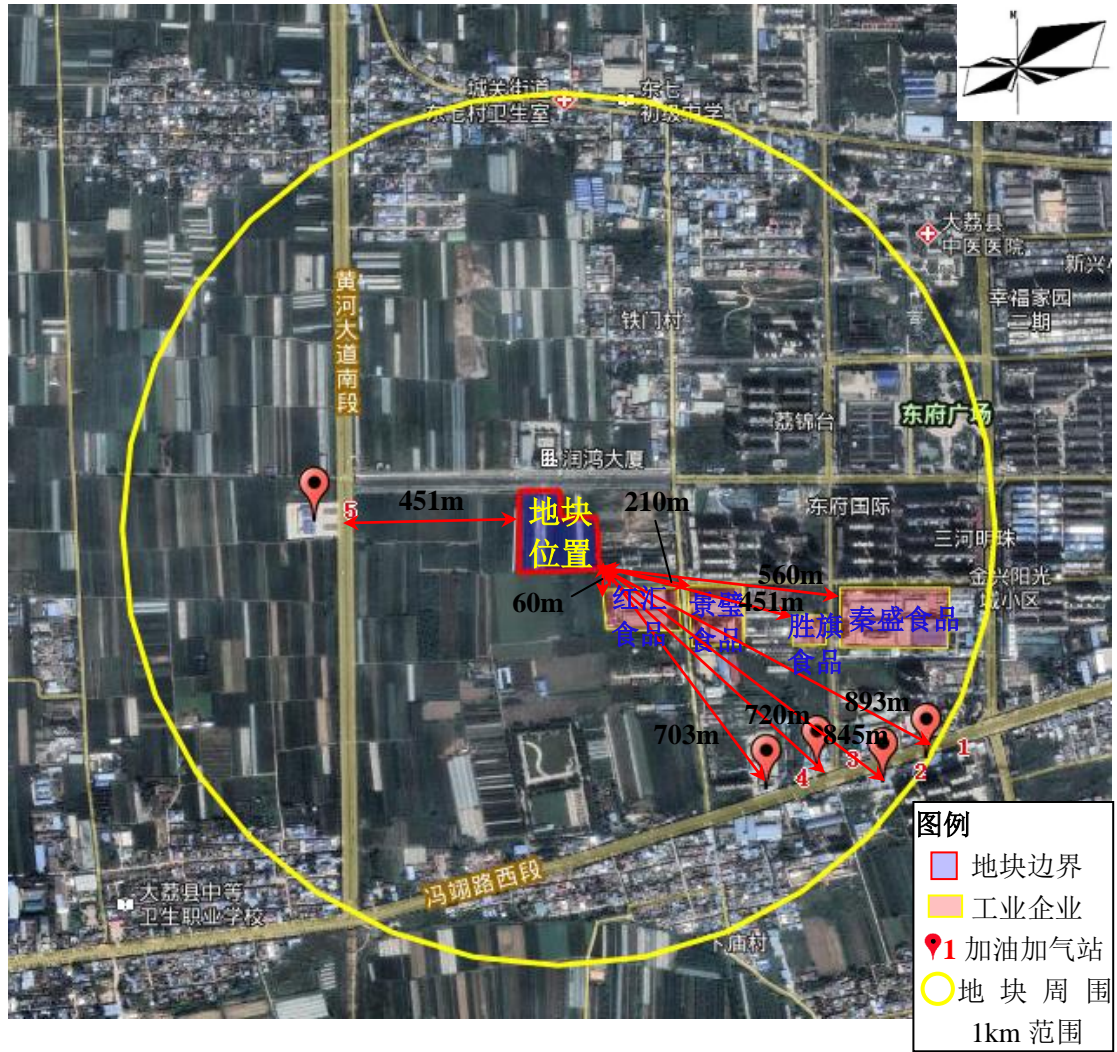 N
城关街道
东七村卫生室
东七
初级中学
大荔县
中医医院
新兴小
幸福家园
二期
黄河大道南段
铁门村
荔锦台
东府广场
润鸿大厦
5
451m
地块
位置
210m
东府国际
三河明珠
金兴阳光
城小区
560m
60m
451m
红汇
食品
景璧
食品
胜旗
食品
秦盛食品
893m
720m
703m
845m
1
3
4
2
冯翊路西段
大荔县中等
卫生职业学校
卜庙村
图例
地块边界
工业企业
1 加油加气站
地块周围
1km 范围